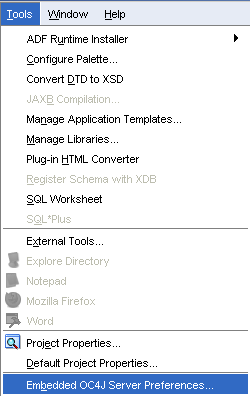 Tools Window Help
ADF Runtime Installer
Configure Palette...
Convert DTD to XSD
JAXB Compilation...
Manage Application Templates...
Manage Libraries...
Plug-in HTML Converter
Register Schema with XDB
SQL Worksheet
SQL*Plus
External Tools...
Explore Directory
Notepad
Mozilla Firefox
Word
Project Properties...
Default Project Properties...
Embedded OC4J Server Preferences...